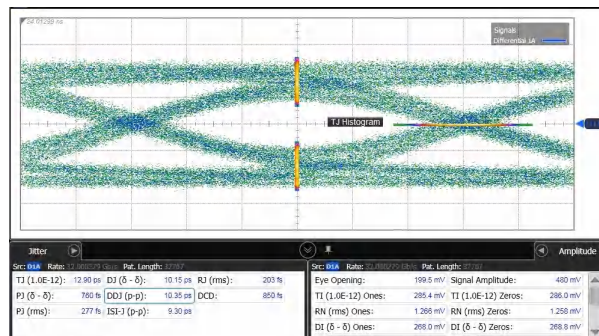 Signals
Differential 1A
TJ Histogram
Jitter
Amplitude
Src: D1A Rate: Pat. Length: 32767
Src: D1A Rate: Pat. Length: 32767
TJ (1.0E-12): 12.90 ps DJ (δ - δ): 10.15 ps RJ (rms): 203 fs
PJ (δ - δ): 760 fs DDJ (p-p): 10.35 ps DCD: 850 fs
PJ (rms): 277 fs ISI-J (p-p): 9.30 ps
Eye Opening: 199.5 mV Signal Amplitude: 480 mV
TI (1.0E-12) Ones: 285.4 mV TI (1.0E-12) Zeros: 286.0 mV
RN (rms) Ones: 1.266 mV RN (rms) Zeros: 1.258 mV
DI (δ - δ) Ones: 268.0 mV DI (δ - δ) Zeros: 268.8 mV